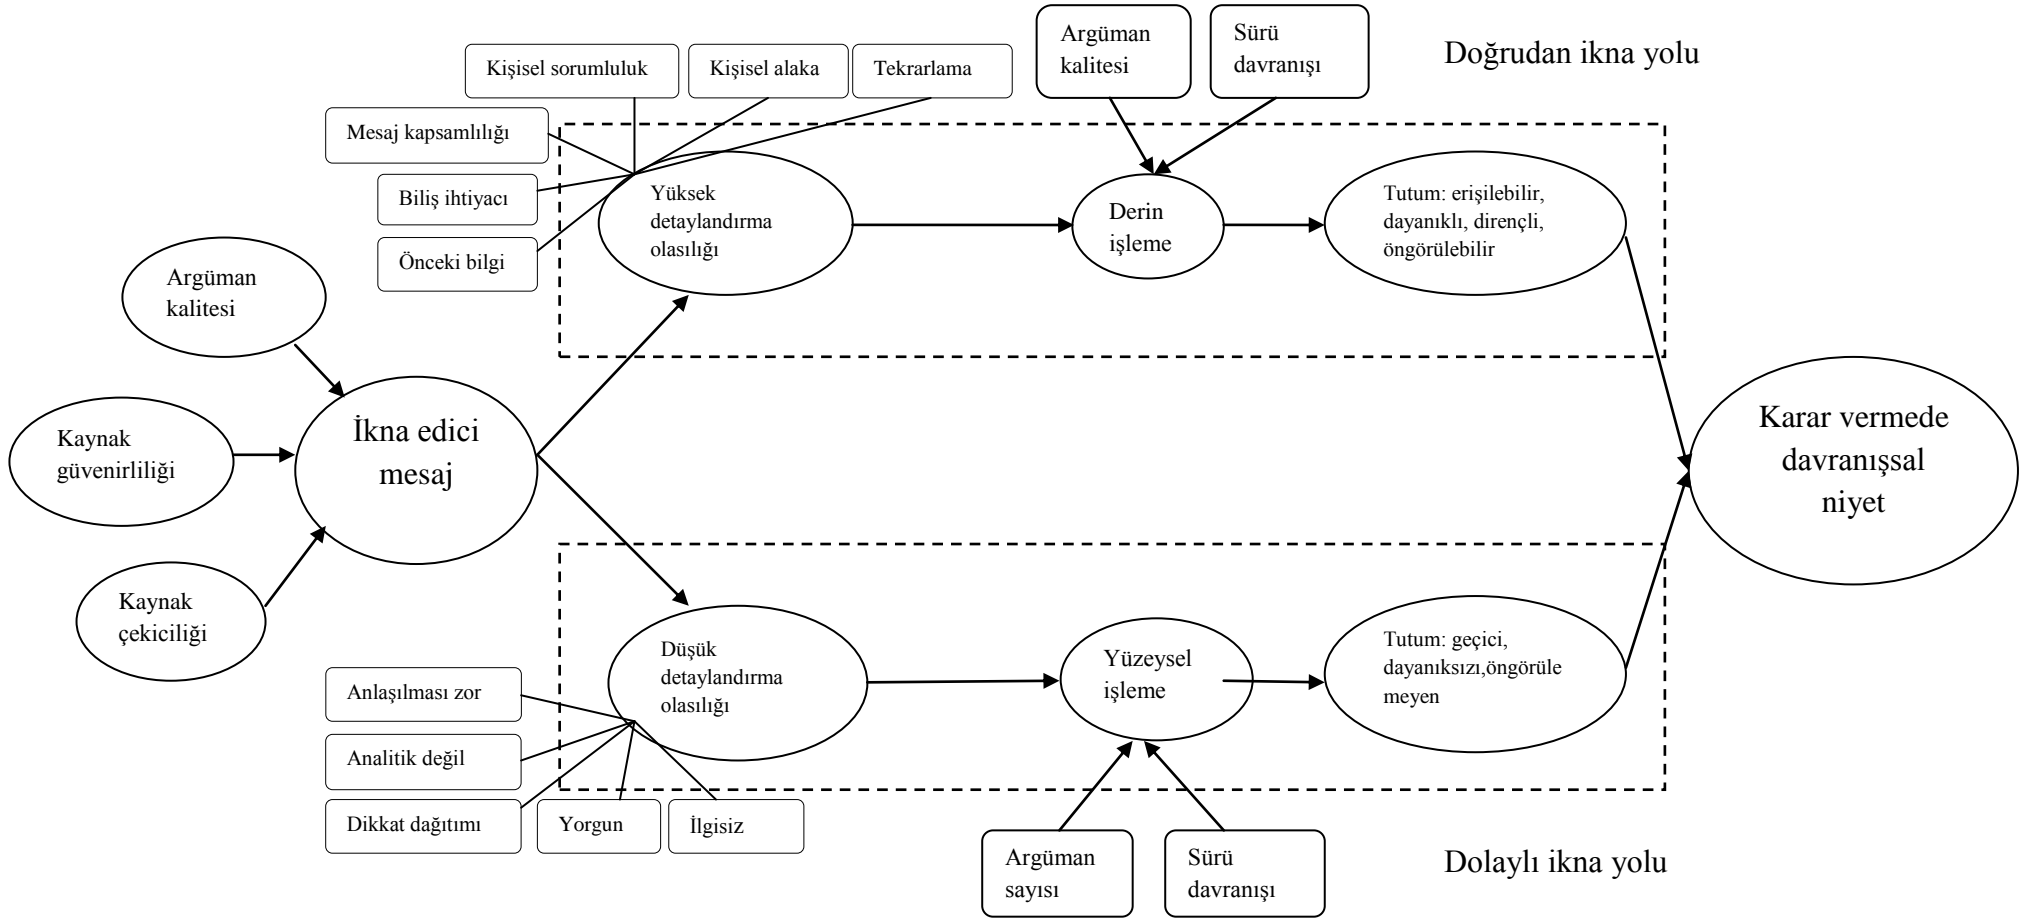 Argüman
kalitesi
Sürü
davranışı
Doğrudan ikna yolu
Kişisel sorumluluk
Kişisel alaka
Tekrarlama
Mesaj kapsamlılığı
Biliş ihtiyacı
Önceki bilgi
Yüksek
detaylandırma
olasılığı
Derin
işleme
Tutum: erişilebilir,
dayanıklı, dirençli,
öngörülebilir
Argüman
kalitesi
Kaynak
güvenirliliği
Kaynak
çekiciliği
İkna edici
mesaj
Karar vermede
davranışsal
niyet
Düşük
detaylandırma
olasılığı
Yüzeysel
işleme
Tutum: geçici,
dayanıksızı,öngörüle
meyen
Anlaşılması zor
Analitik değil
Dikkat dağıtımı
Yorgun
İlgisiz
Argüman
sayısı
Sürü
davranışı
Dolaylı ikna yolu